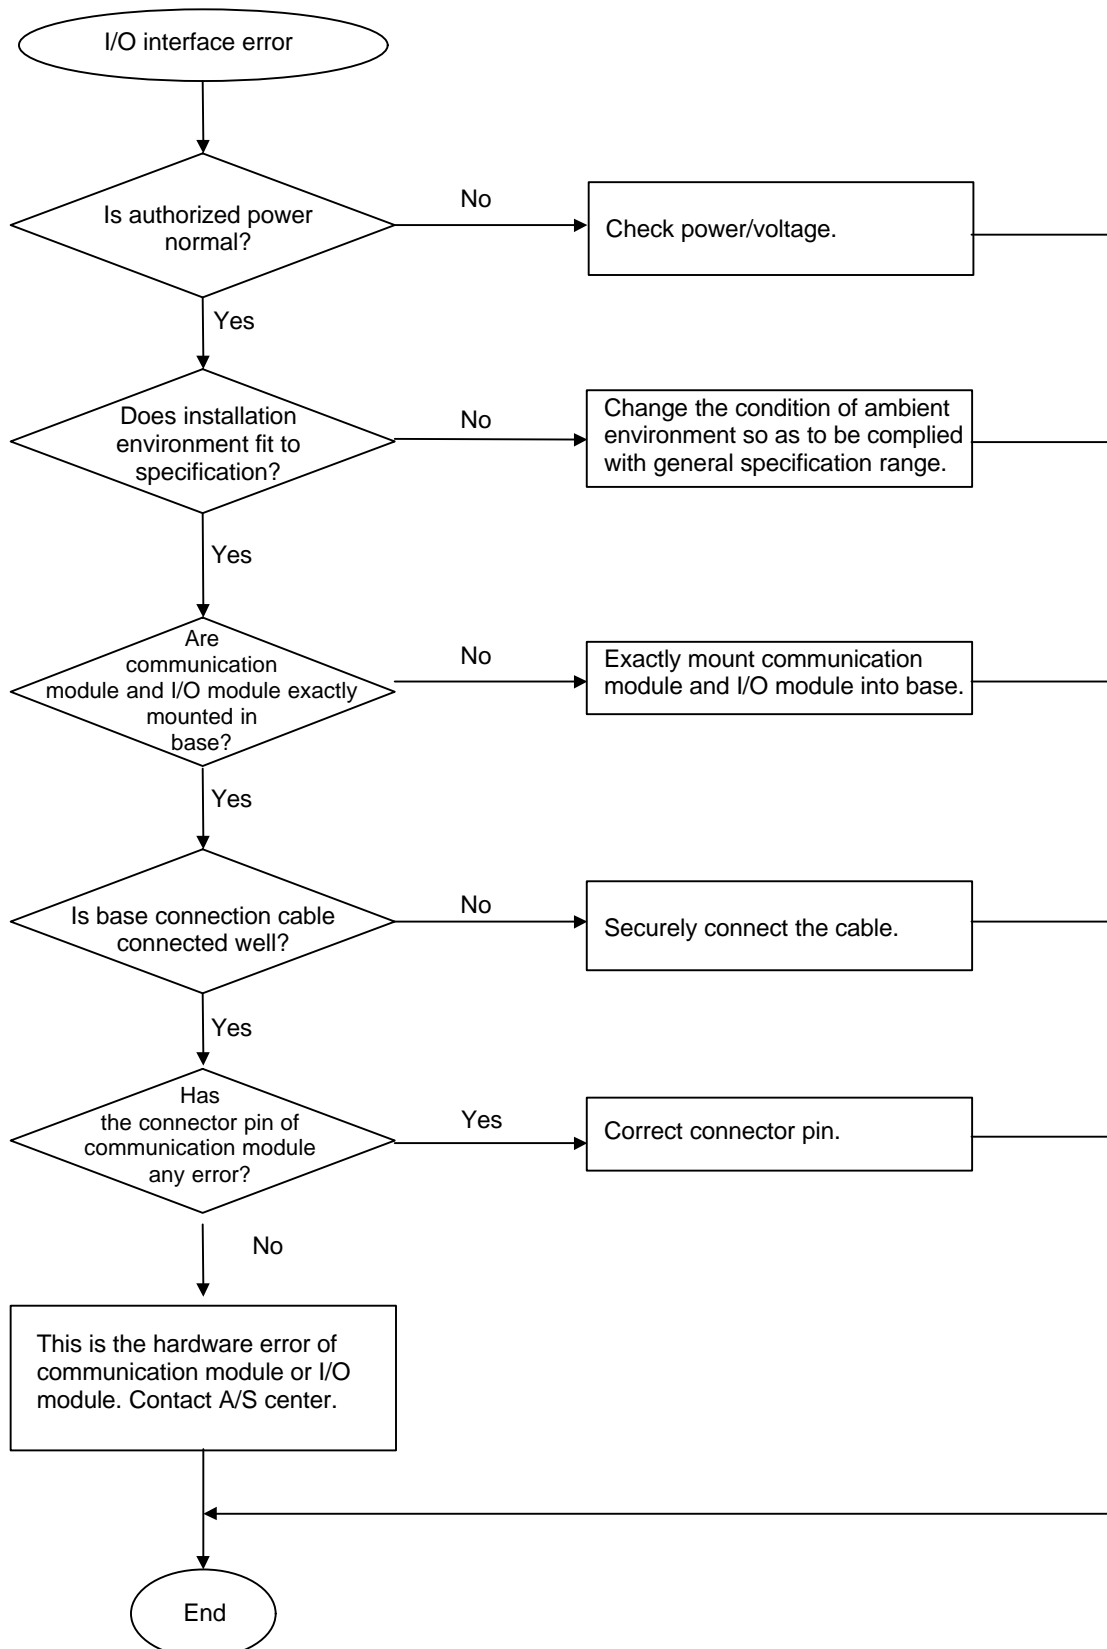 I/O interface error
Is authorized power
normal?
No
Check power/voltage.
Yes
Does installation
environment fit to
specification?
No
Change the condition of ambient
environment so as to be complied
with general specification range.
Yes
Are
communication
module and I/O module exactly
mounted in
base?
No
Exactly mount communication
module and I/O module into base.
Yes
Is base connection cable
connected well?
No
Securely connect the cable.
Yes
Has
the connector pin of
communication module
any error?
Yes
Correct connector pin.
No
This is the hardware error of
communication module or I/O
module. Contact A/S center.
End